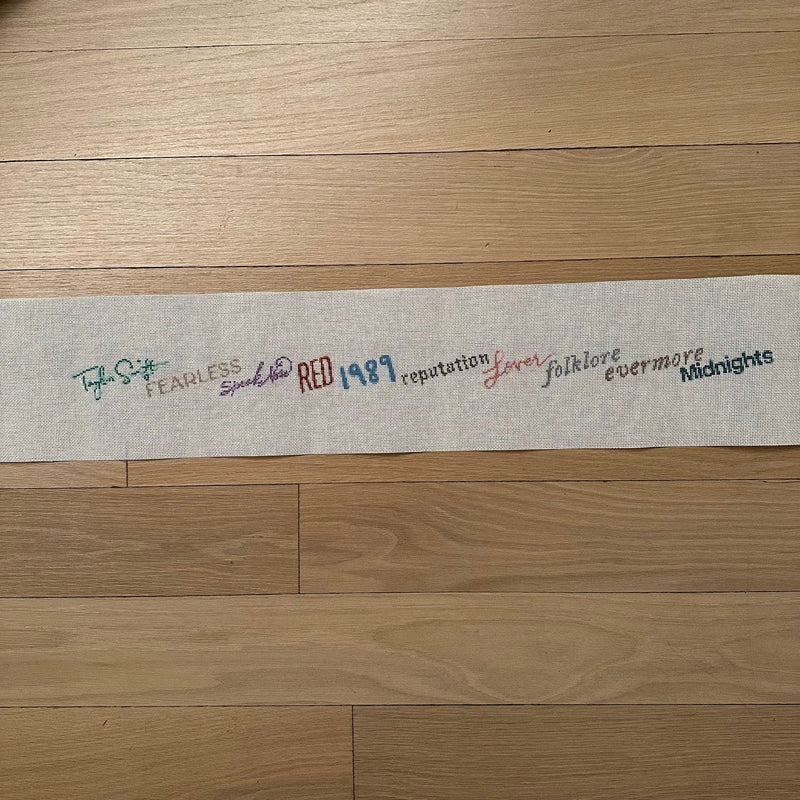 Taylor Swift FEARLESS Speak Now RED 1989 reputation Lover folklore evermore Midnights